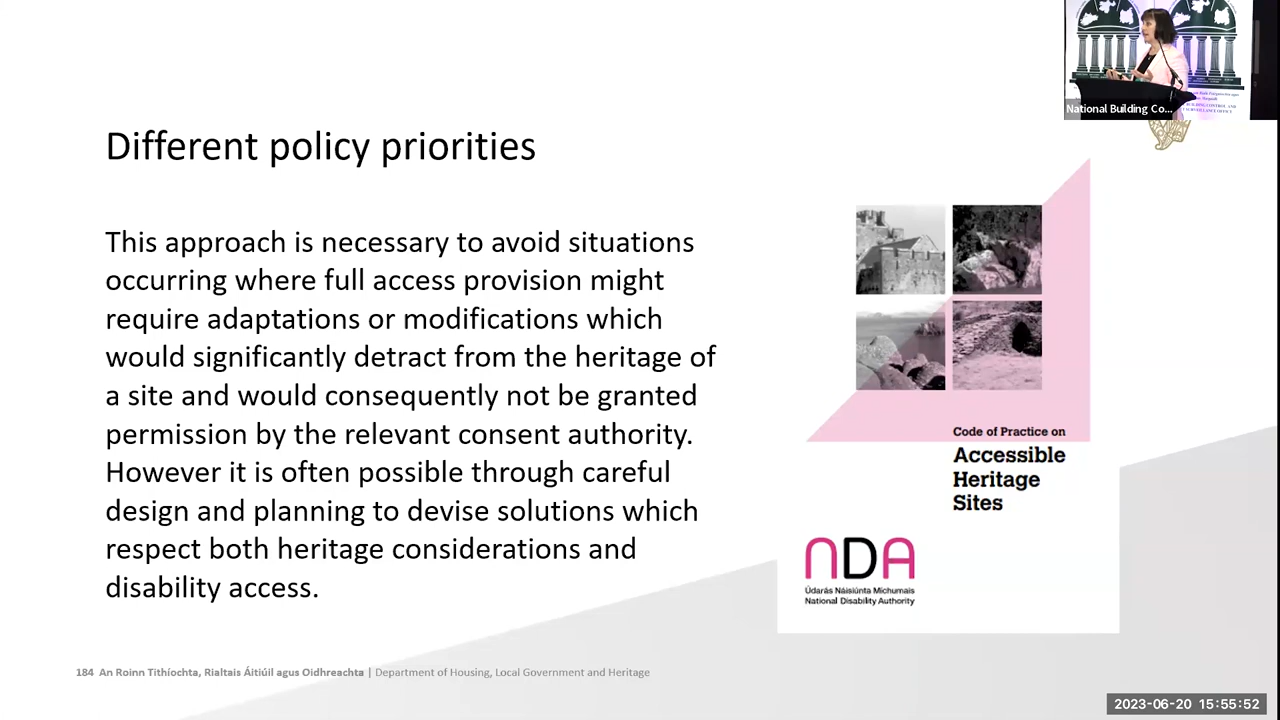 National Building Co...
Different policy priorities
This approach is necessary to avoid situations
occurring where full access provision might
require adaptations or modifications which
would significantly detract from the heritage of
a site and would consequently not be granted
permission by the relevant consent authority.
However it is often possible through careful
design and planning to devise solutions which
respect both heritage considerations and
disability access.
Code of Practice on
Accessible
Heritage
Sites
NDA
Údarás Náisiúnta Míchumais
National Disability Authority
184 An Roinn Tithíochta, Rialtais Áitiúil agus Oidhreachta | Department of Housing, Local Government and Heritage
2023-06-20 15:55:52